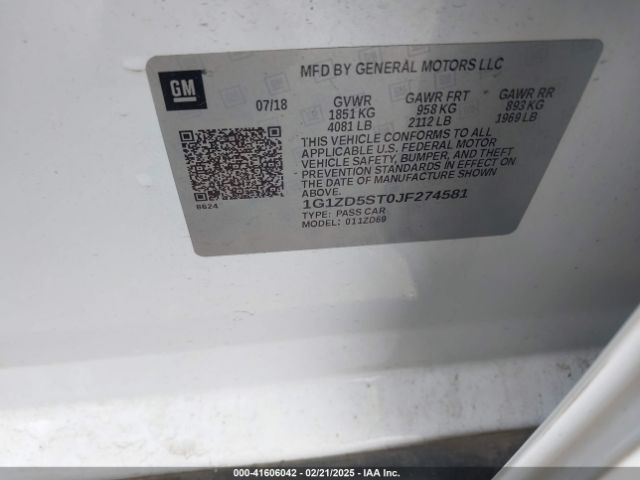 GM
MFD BY GENERAL MOTORS LLC
07/18 GVWR GAWR FRT GAWR RR
1851 KG 958 KG 893 KG
4081 LB 2112 LB 1969 LB
THIS VEHICLE CONFORMS TO ALL
APPLICABLE U.S. FEDERAL MOTOR
VEHICLE SAFETY, BUMPER, AND THEFT
PREVENTION STANDARDS IN EFFECT ON
THE DATE OF MANUFACTURE SHOWN
ABOVE.
8624
1G1ZD5ST0JF274581
TYPE: PASS CAR
MODEL: 011ZD69
000-41606042 - 02/21/2025 - IAA Inc.